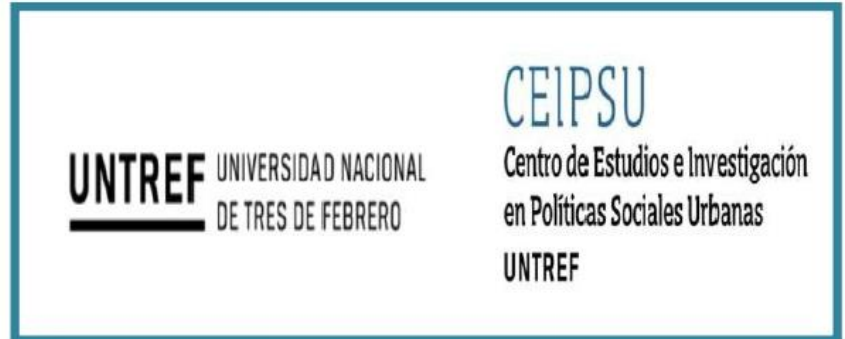 UNTREF
UNIVERSIDAD NACIONAL
DE TRES DE FEBRERO
CEIPSU
Centro de Estudios e Investigación
en Políticas Sociales Urbanas
UNTREF